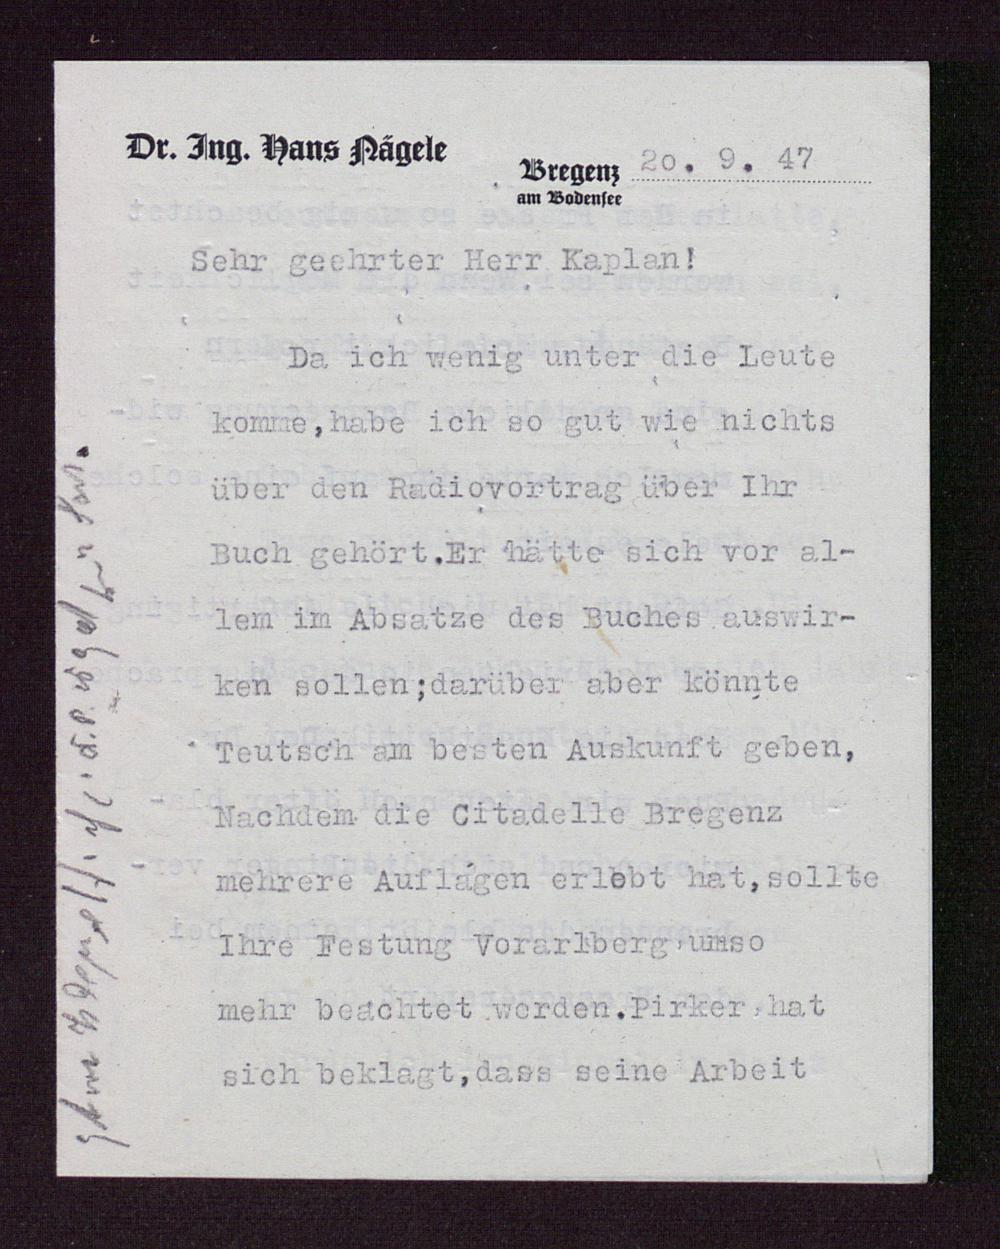 Dr. Ing. Hans Nägele
Bregenz 2o. 9. 47
am Bodensee
Sehr geehrter Herr Kaplan!
Da ich wenig unter die Leute
komme,habe ich so gut wie nichts
über den Radiovortrag über Ihr
Buch gehört.Er hätte sich vor al-
lem im Absatze des Buches auswir-
ken sollen;darüber aber könnte
Teutsch am besten Auskunft geben,
Nachdem die Citadelle Bregenz
mehrere Auflagen erlebt hat,sollte
Ihre Festung Vorarlberg umso
mehr beachtet werden.Pirker hat
sich beklagt,dass seine Arbeit